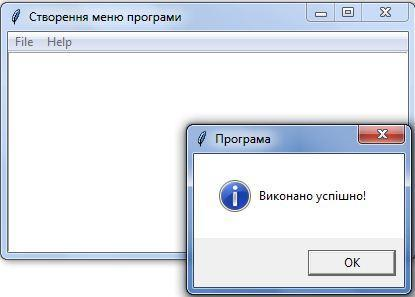 Створення меню програми
File Help
Програма
Виконано успішно!
OK